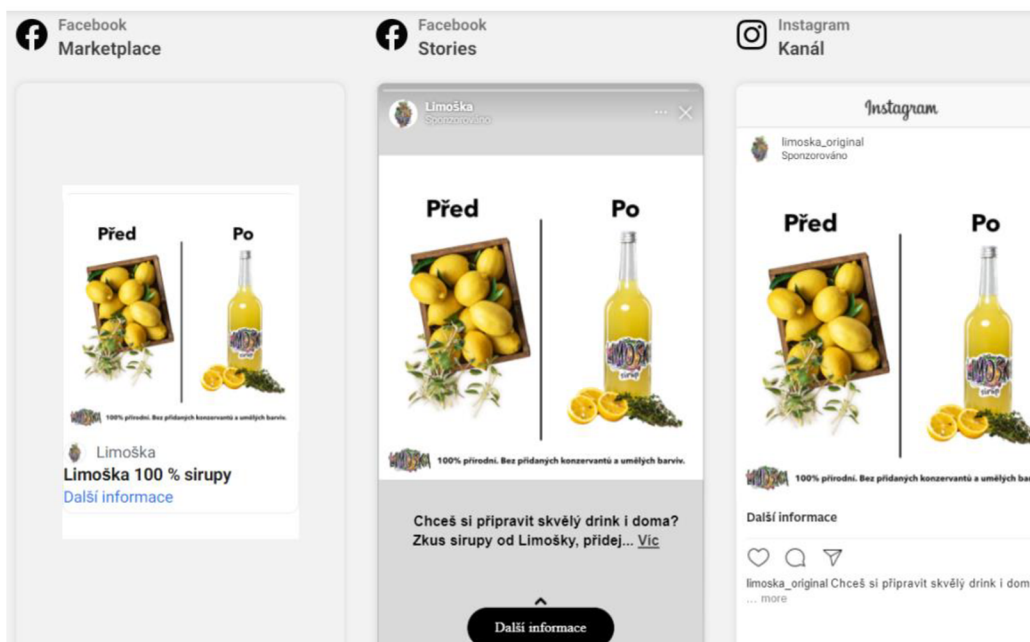 Facebook
Marketplace
Před
Po
100% přírodní. Bez přidaných konzervantů a umělých barviv.
Limoška
Limoška 100 % sirupy
Další informace
Facebook
Stories
Limoška
Sponzorováno
Před
Po
LIMOŠKA
sirup
100% přírodní. Bez přidaných konzervantů a umělých barviv.
Chceš si připravit skvělý drink i doma?
Zkus sirupy od Limošky, přidej... Víc
Další informace
Instagram
Kanál
Instagram
limoska_original
Sponzorováno
Před
Po
100% přírodní. Bez přidaných konzervantů a umělých bar
Další informace
limoska_original Chceš si připravit skvělý drink i dom
... more